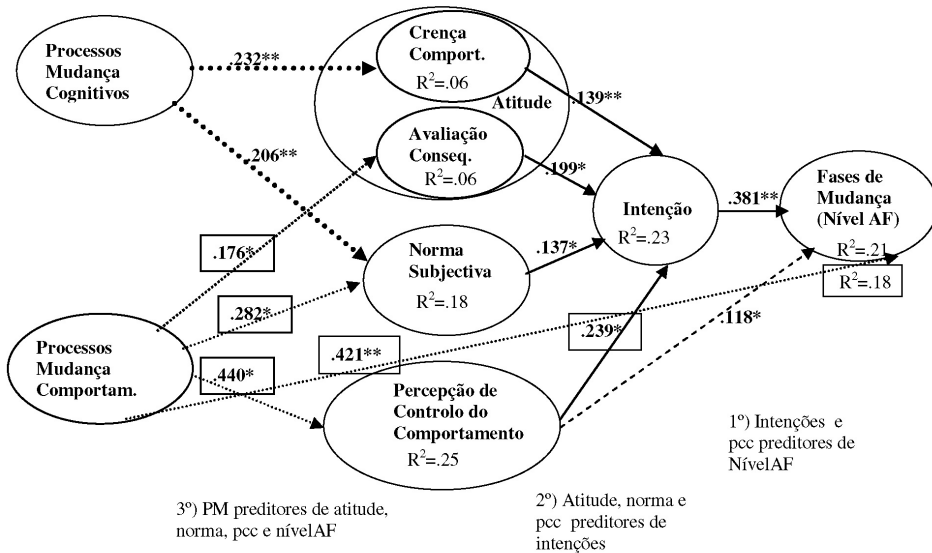 Processos
Mudança
Cognitivos
.232**
Crença
Comport.
R²=.06
Atitude
.139**
.206**
Avaliação
Conseq.
R²=.06
.199*
Intenção
R²=.23
.381**
Fases de
Mudança
(Nível AF)
R²=.21
R²=.18
.176*
Norma
Subjectiva
R²=.18
.137*
.282*
.239*
.118*
Processos
Mudança
Comportam.
.421**
.440*
Percepção de
Controlo do
Comportamento
R²=.25
1º) Intenções e
pcc preditores de
NívelAF
3º) PM preditores de atitude,
norma, pcc e nívelAF
2º) Atitude, norma e
pcc preditores de
intenções